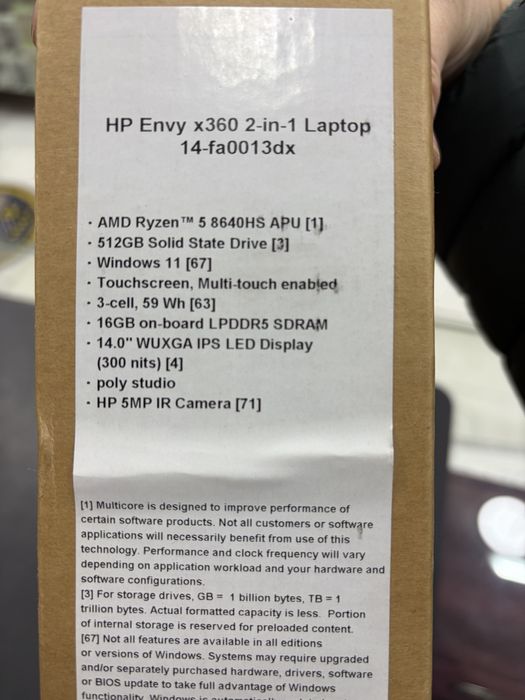 HP Envy x360 2-in-1 Laptop
14-fa0013dx
· AMD Ryzen™ 5 8640HS APU [1]
· 512GB Solid State Drive [3]
· Windows 11 [67]
· Touchscreen, Multi-touch enabled
· 3-cell, 59 Wh [63]
· 16GB on-board LPDDR5 SDRAM
· 14.0" WUXGA IPS LED Display
(300 nits) [4]
· poly studio
· HP 5MP IR Camera [71]
[1] Multicore is designed to improve performance of
certain software products. Not all customers or software
applications will necessarily benefit from use of this
technology. Performance and clock frequency will vary
depending on application workload and your hardware and
software configurations.
[3] For storage drives, GB = 1 billion bytes, TB = 1
trillion bytes. Actual formatted capacity is less. Portion
of internal storage is reserved for preloaded content.
[67] Not all features are available in all editions
or versions of Windows. Systems may require upgraded
and/or separately purchased hardware, drivers, software
or BIOS update to take full advantage of Windows
functionality. Windows is